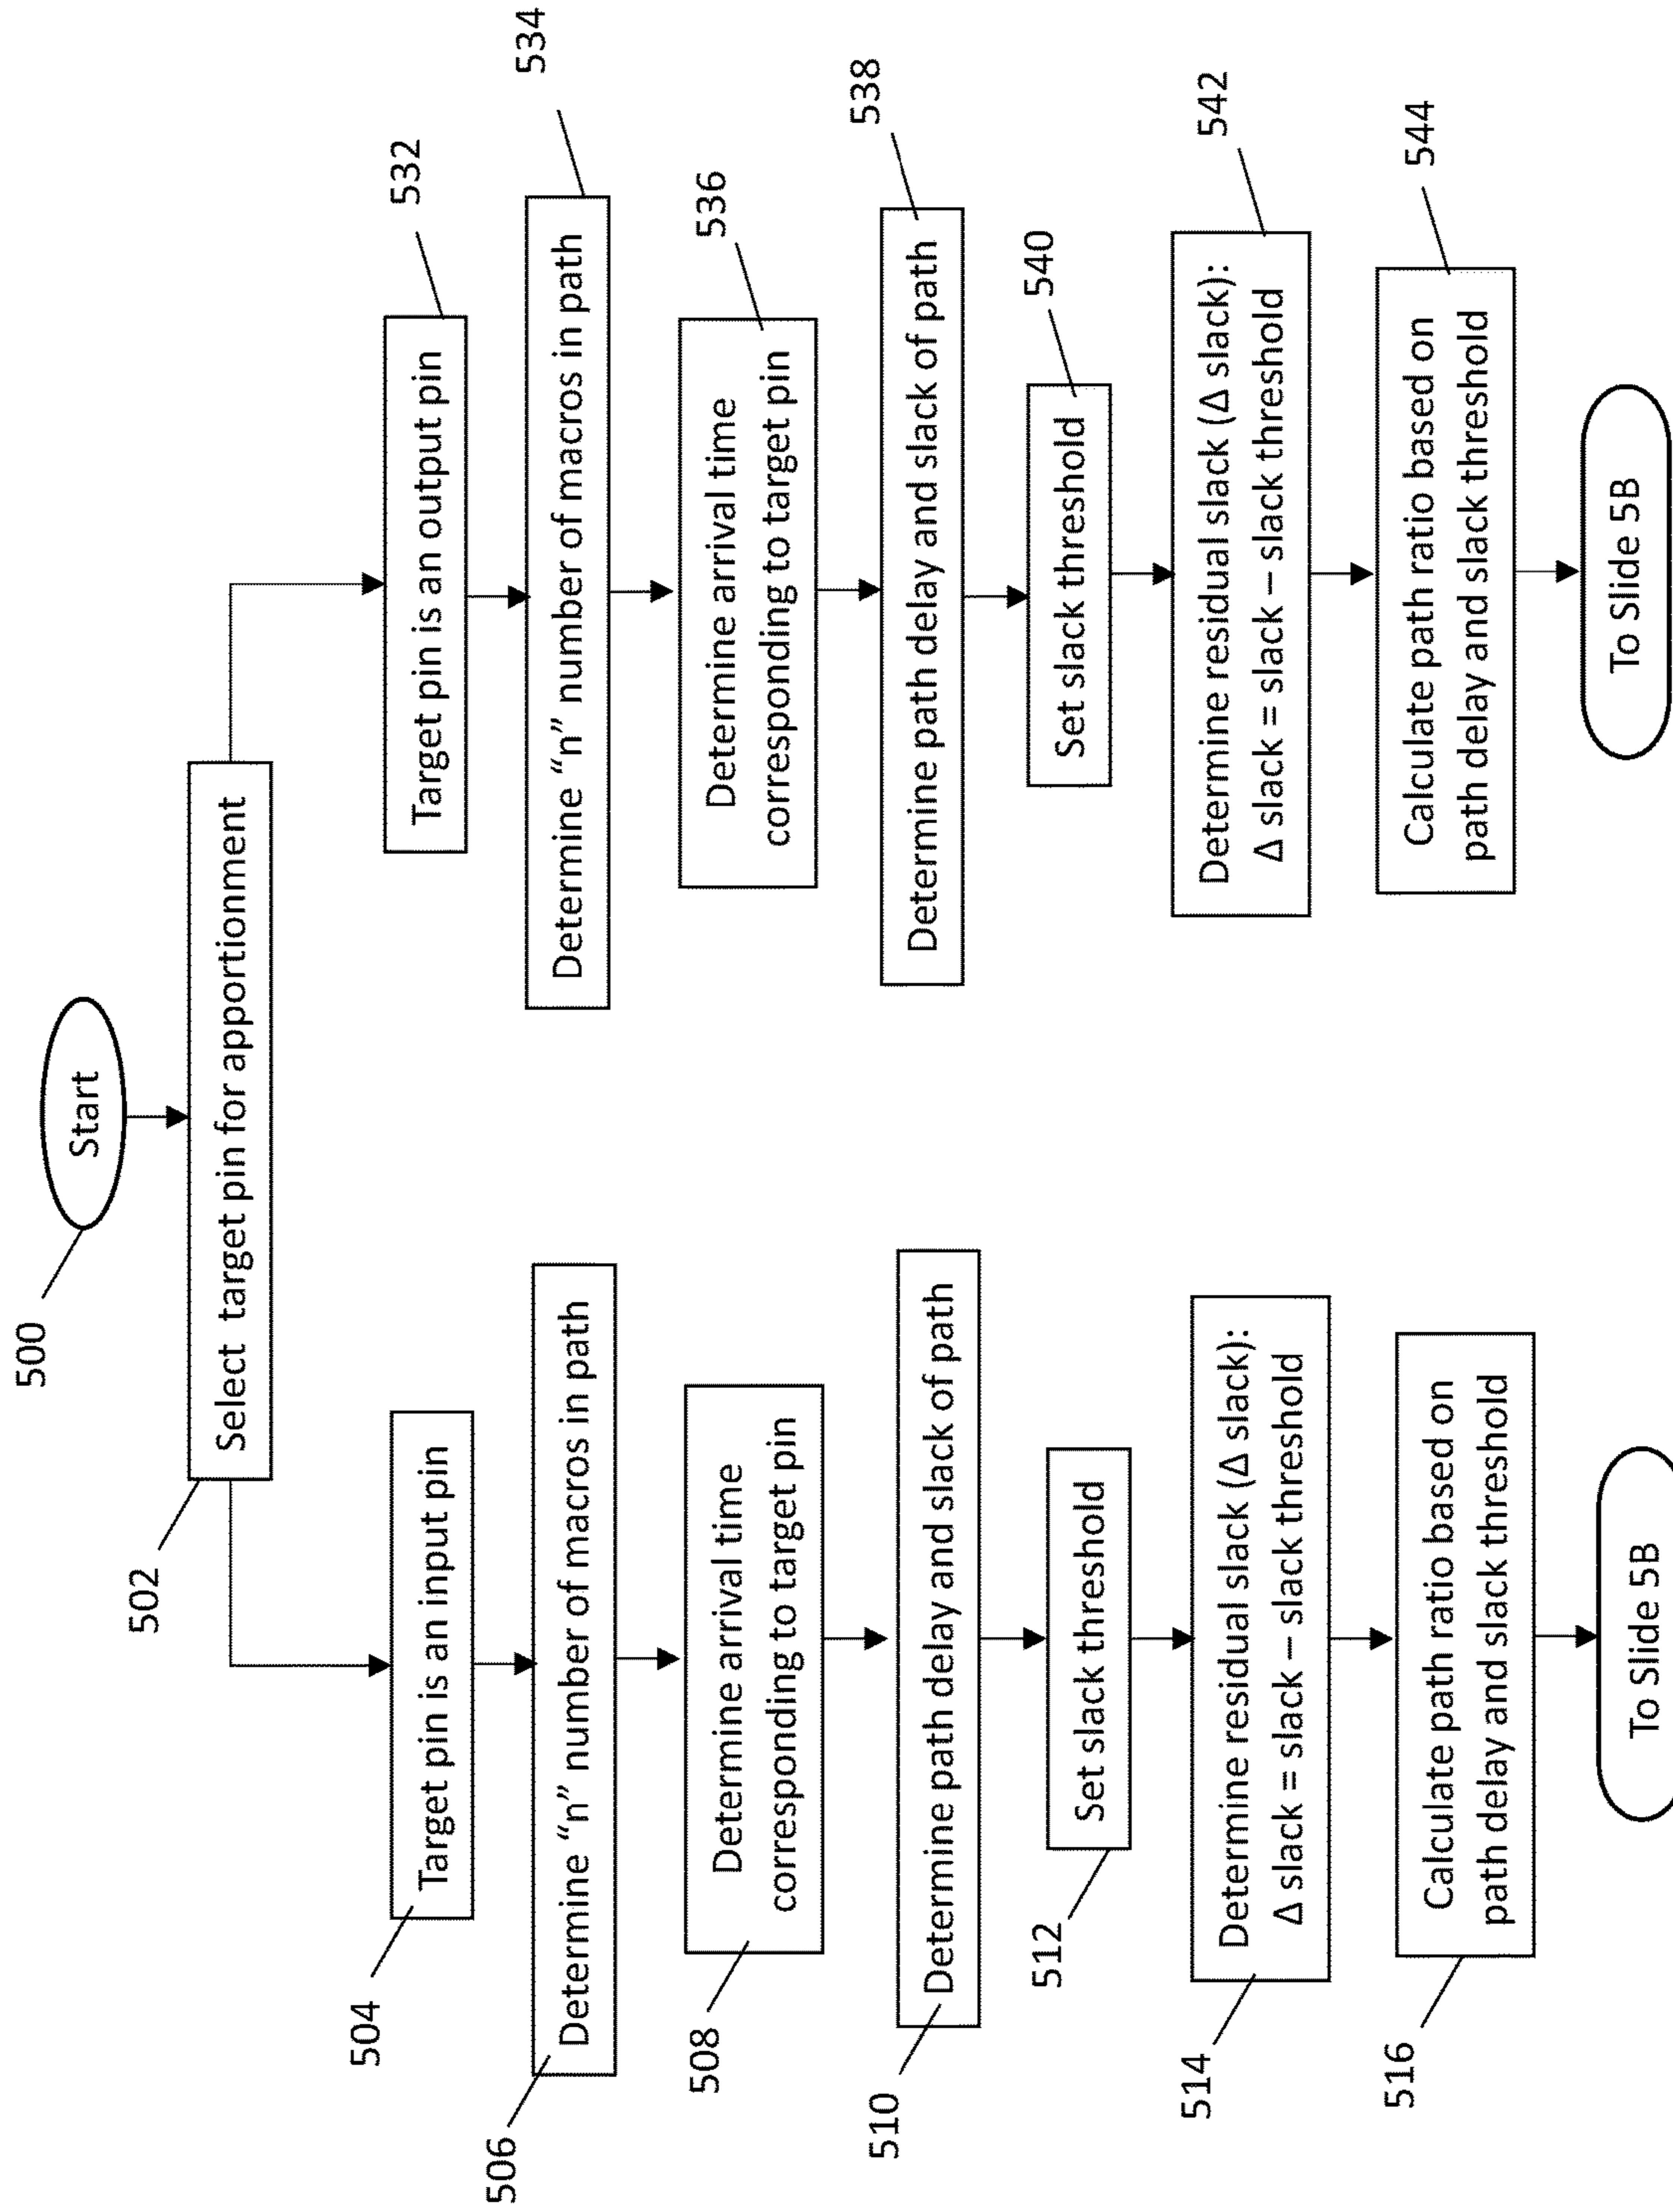 500
Start
502
Select target pin for apportionment
504
Target pin is an input pin
506
Determine “n” number of macros in path
508
Determine arrival time
corresponding to target pin
510
Determine path delay and slack of path
512
Set slack threshold
514
Determine residual slack (Δ slack):
Δ slack = slack – slack threshold
516
Calculate path ratio based on
path delay and slack threshold
To Slide 5B
532
Target pin is an output pin
534
Determine “n” number of macros in path
536
Determine arrival time
corresponding to target pin
538
Determine path delay and slack of path
540
Set slack threshold
542
Determine residual slack (Δ slack):
Δ slack = slack – slack threshold
544
Calculate path ratio based on
path delay and slack threshold
To Slide 5B